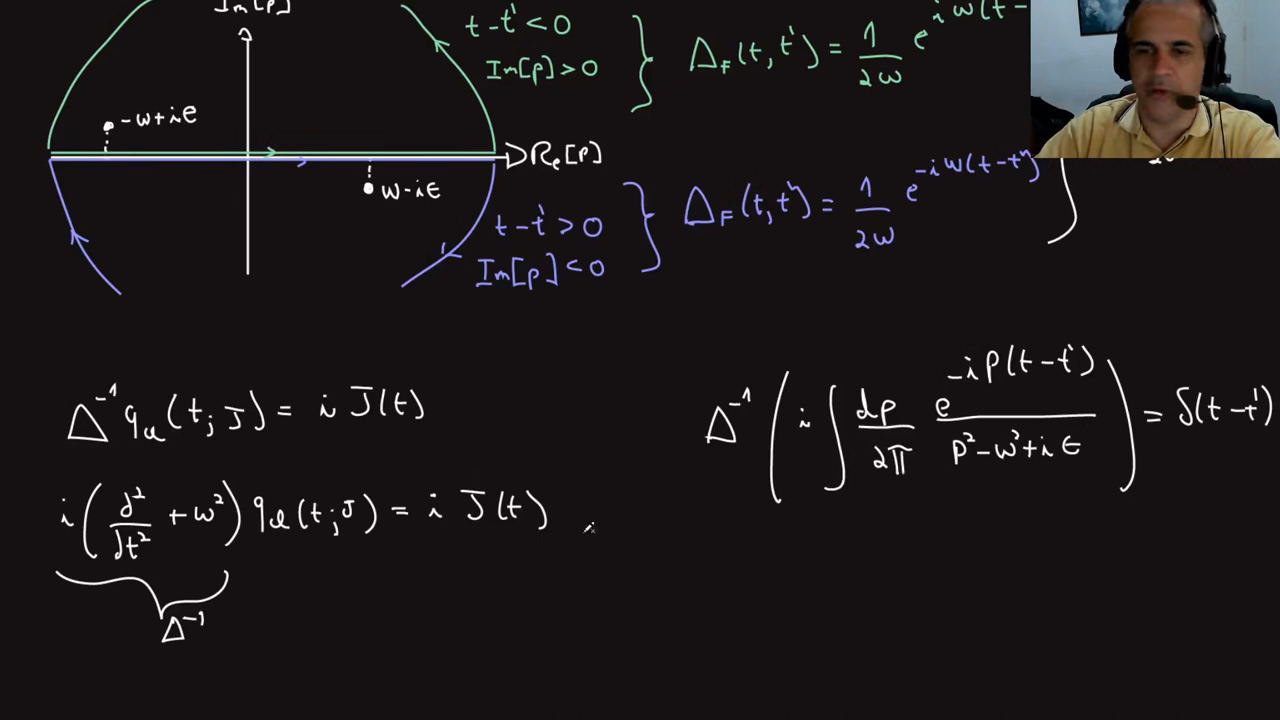 Im[p]
t-t'<0
Im[p]>0
Δ_F(t,t') = 1/2ω e^{iω(t-
-ω+iϵ
Re[p]
ω-iϵ
t-t'>0
Im[p]<0
Δ_F(t,t') = 1/2ω e^{-iω(t-t')}
Δ^{-1} q_cl(t;J) = i J(t)
Δ^{-1} ( i ∫ dp/2π e^{-ip(t-t')}/(p²-ω²+iϵ) ) = δ(t-t')
i(d²/dt² + ω²) q_cl(t;J) = i J(t)
Δ^{-1}